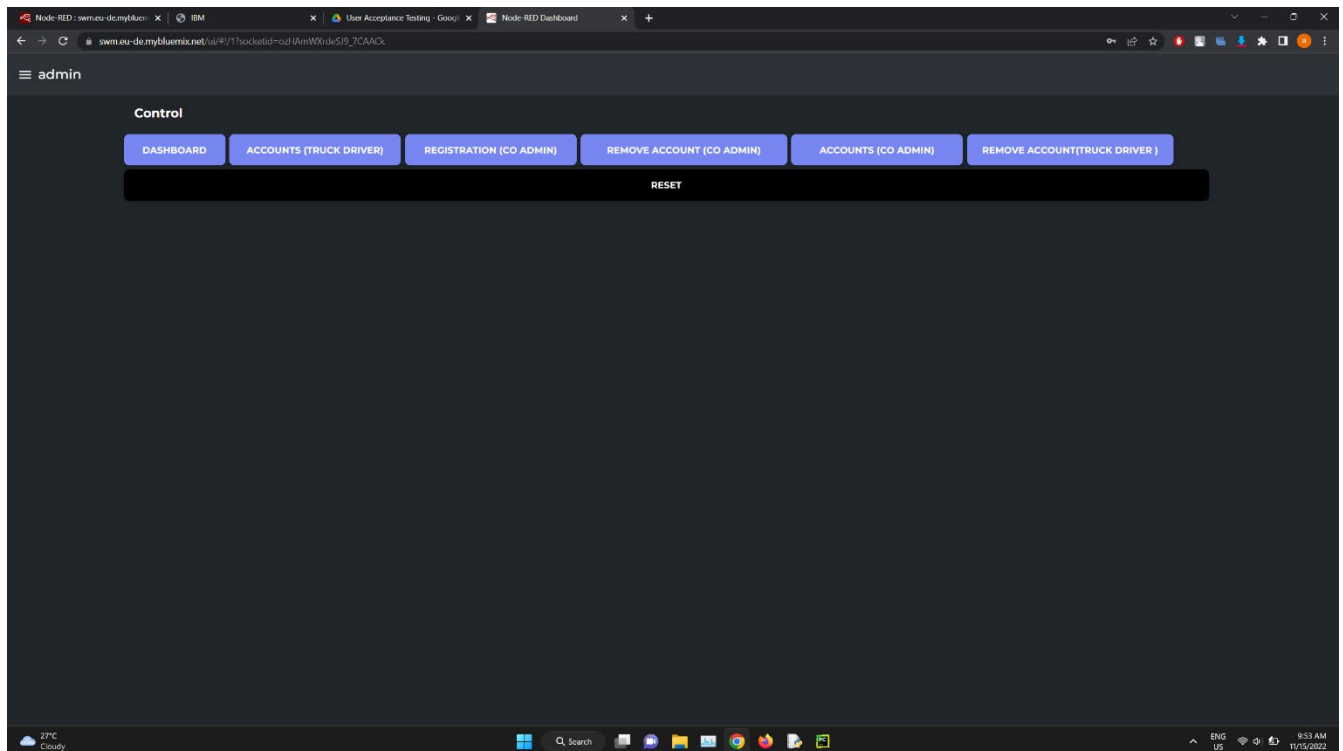 Node-RED : swm.eu-de.mybluem
IBM
User Acceptance Testing - Googl
Node-RED Dashboard
swm.eu-de.mybluemix.net/ui/#!/1?socketid=ozHAmWXrdeSJ9_7CAACk
admin
Control
DASHBOARD
ACCOUNTS (TRUCK DRIVER)
REGISTRATION (CO ADMIN)
REMOVE ACCOUNT (CO ADMIN)
ACCOUNTS (CO ADMIN)
REMOVE ACCOUNT(TRUCK DRIVER )
RESET
27°C
Cloudy
Search
ENG
US
9:53 AM
11/15/2022